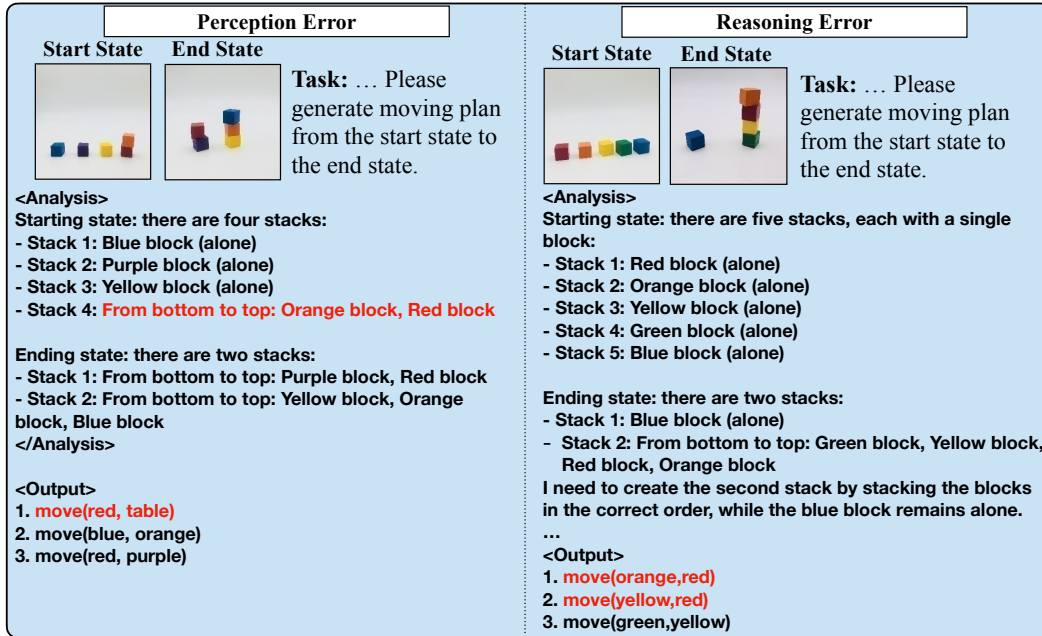 Perception Error
Start State
End State
Task: … Please
generate moving plan
from the start state to
the end state.
<Analysis>
Starting state: there are four stacks:
- Stack 1: Blue block (alone)
- Stack 2: Purple block (alone)
- Stack 3: Yellow block (alone)
- Stack 4: From bottom to top: Orange block, Red block
Ending state: there are two stacks:
- Stack 1: From bottom to top: Purple block, Red block
- Stack 2: From bottom to top: Yellow block, Orange
block, Blue block
</Analysis>
<Output>
1. move(red, table)
2. move(blue, orange)
3. move(red, purple)
Reasoning Error
Start State
End State
Task: … Please
generate moving plan
from the start state to
the end state.
<Analysis>
Starting state: there are five stacks, each with a single
block:
- Stack 1: Red block (alone)
- Stack 2: Orange block (alone)
- Stack 3: Yellow block (alone)
- Stack 4: Green block (alone)
- Stack 5: Blue block (alone)
Ending state: there are two stacks:
- Stack 1: Blue block (alone)
- Stack 2: From bottom to top: Green block, Yellow block,
Red block, Orange block
I need to create the second stack by stacking the blocks
in the correct order, while the blue block remains alone.
…
<Output>
1. move(orange,red)
2. move(yellow,red)
3. move(green,yellow)